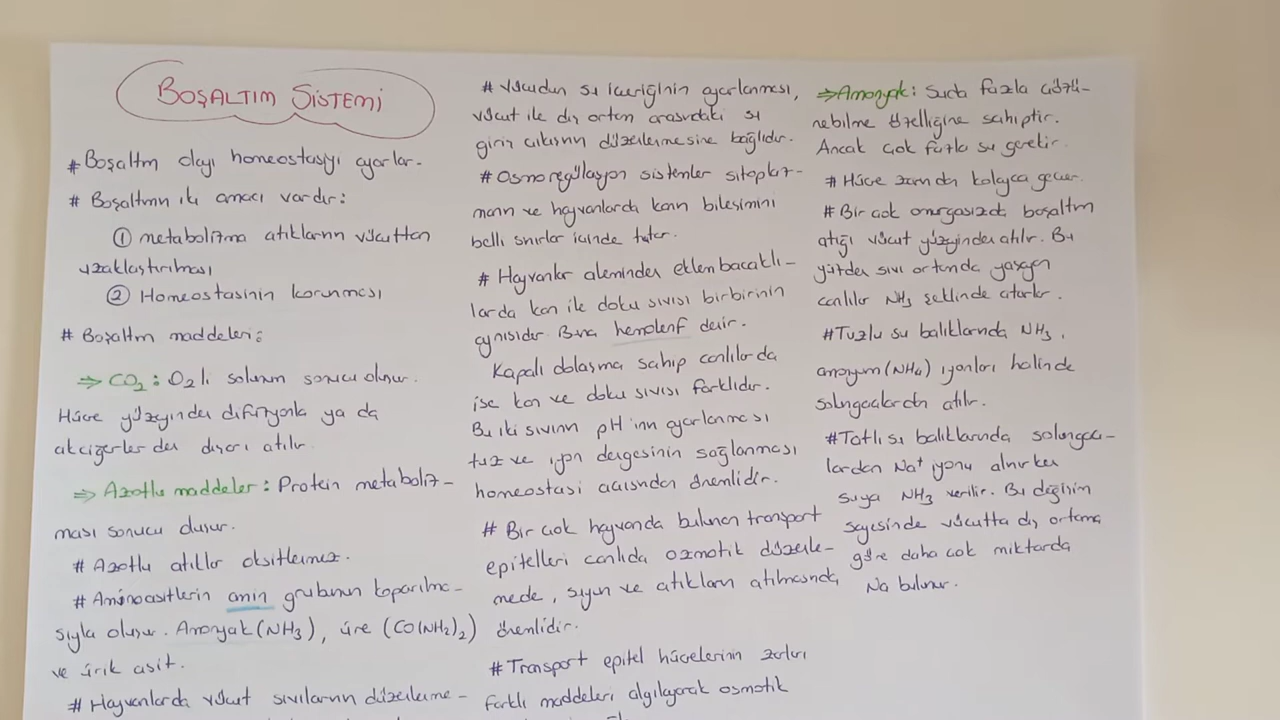 BOŞALTIM SİSTEMİ
# Boşaltım olayı homeostasiyi ayarlar.
# Boşaltımın iki amacı vardır:
① metabolizma atıklarının vücuttan
uzaklaştırılması
② Homeostasinin korunması
# Boşaltım maddeleri:
⇒ CO2 : O2 li solunum sonucu oluşur.
Hücre yüzeyinden difüzyonla ya da
akciğerlerden dışarı atılır.
⇒ Azotlu maddeler : Protein metaboliz-
ması sonucu oluşur.
# Azotlu atıklar oksitlenmez.
# Aminoasitlerin amin grubunun koparılma-
sıyla oluşur. Amonyak (NH3), üre (CO(NH2)2)
ve ürik asit.
# Hayvanlarda vücut sıvılarının düzenleme-
# Vücudun su içeriğinin ayarlanması,
vücut ile dış ortam arasındaki su
giriş çıkışının düzenlenmesine bağlıdır.
# Osmoregülasyon sistemler sitoplaz-
manın ve hayvanlarda kanın bileşimini
belli sınırlar içinde tutar.
# Hayvanlar aleminden eklembacaklı-
larda kan ile doku sıvısı birbirinin
aynısıdır. Buna hemolenf denir.
Kapalı dolaşıma sahip canlılarda
ise kan ve doku sıvısı farklıdır.
Bu iki sıvının pH'ının ayarlanması
tuz ve iyon dengesinin sağlanması
homeostasi açısından önemlidir.
# Bir çok hayvanda bulunan transport
epitelleri canlıda ozmotik düzenle-
mede, suyun ve atıkların atılmasında
önemlidir.
# Transport epitel hücrelerinin zarları
farklı maddeleri algılayarak osmotik
⇒ Amonyak : Suda fazla çözü-
nebilme özelliğine sahiptir.
Ancak çok fazla su gerekir.
# Hücre zarından kolayca geçer.
# Bir çok omurgasızda boşaltım
atığı vücut yüzeyinden atılır. Bu
yüzden sıvı ortamda yaşayan
canlılar NH3 şeklinde atarlar.
# Tuzlu su balıklarında NH3,
amonyum (NH4) iyonları halinde
solungaçlardan atılır.
# Tatlı su balıklarında solungaç-
lardan Na+ iyonu alınırken
suya NH3 verilir. Bu değişim
sayesinde vücutta dış ortama
göre daha çok miktarda
Na bulunur.